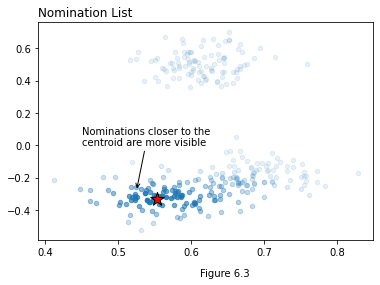 Nomination List
0.6
0.4
0.2
0.0
−0.2
−0.4
Nominations closer to the
centroid are more visible
0.4 0.5 0.6 0.7 0.8
Figure 6.3